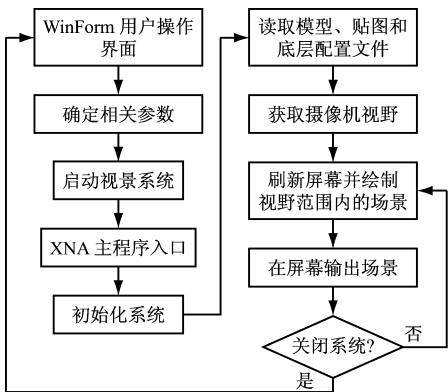 WinForm 用户操作
界面
确定相关参数
启动视景系统
XNA 主程序入口
初始化系统
读取模型、贴图和
底层配置文件
获取摄像机视野
刷新屏幕并绘制
视野范围内的场景
在屏幕输出场景
关闭系统?
否
是